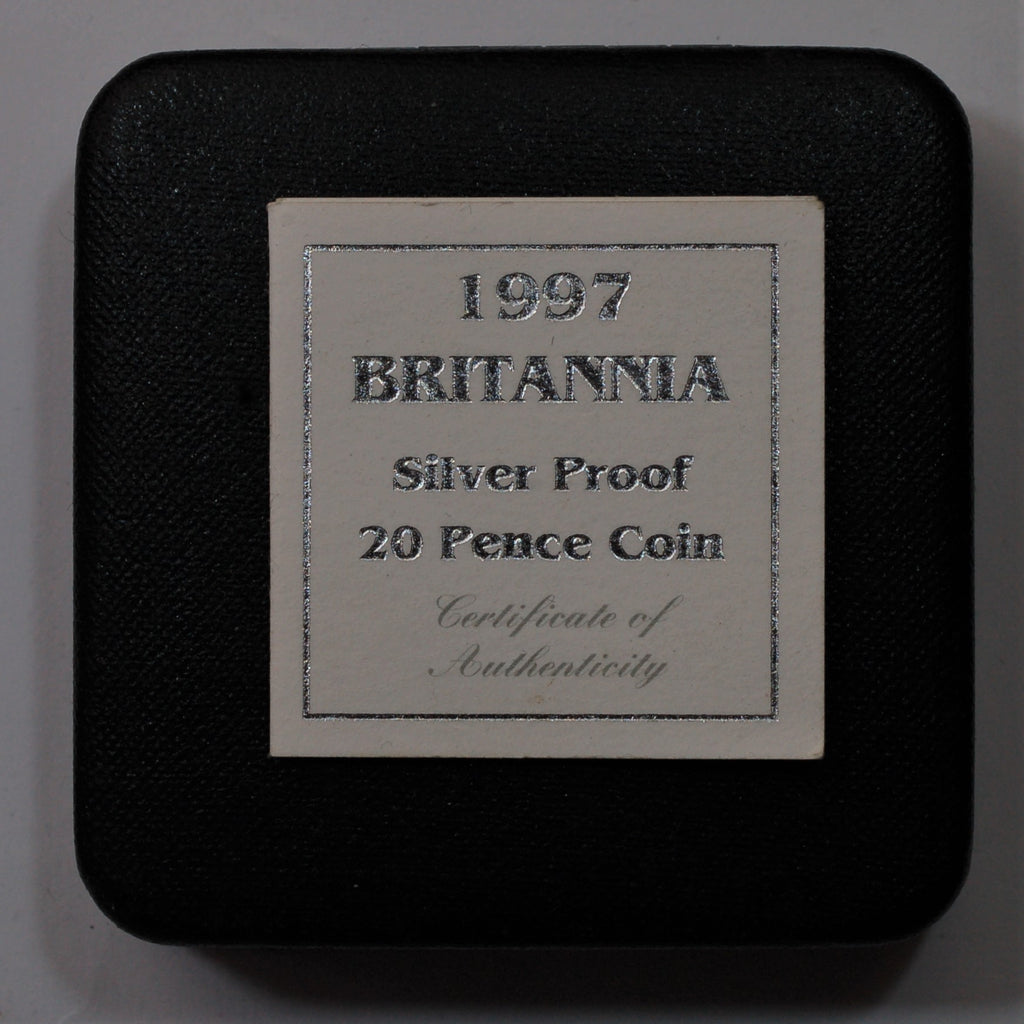 1997
BRITANNIA
Silver Proof
20 Pence Coin
Certificate of
Authenticity